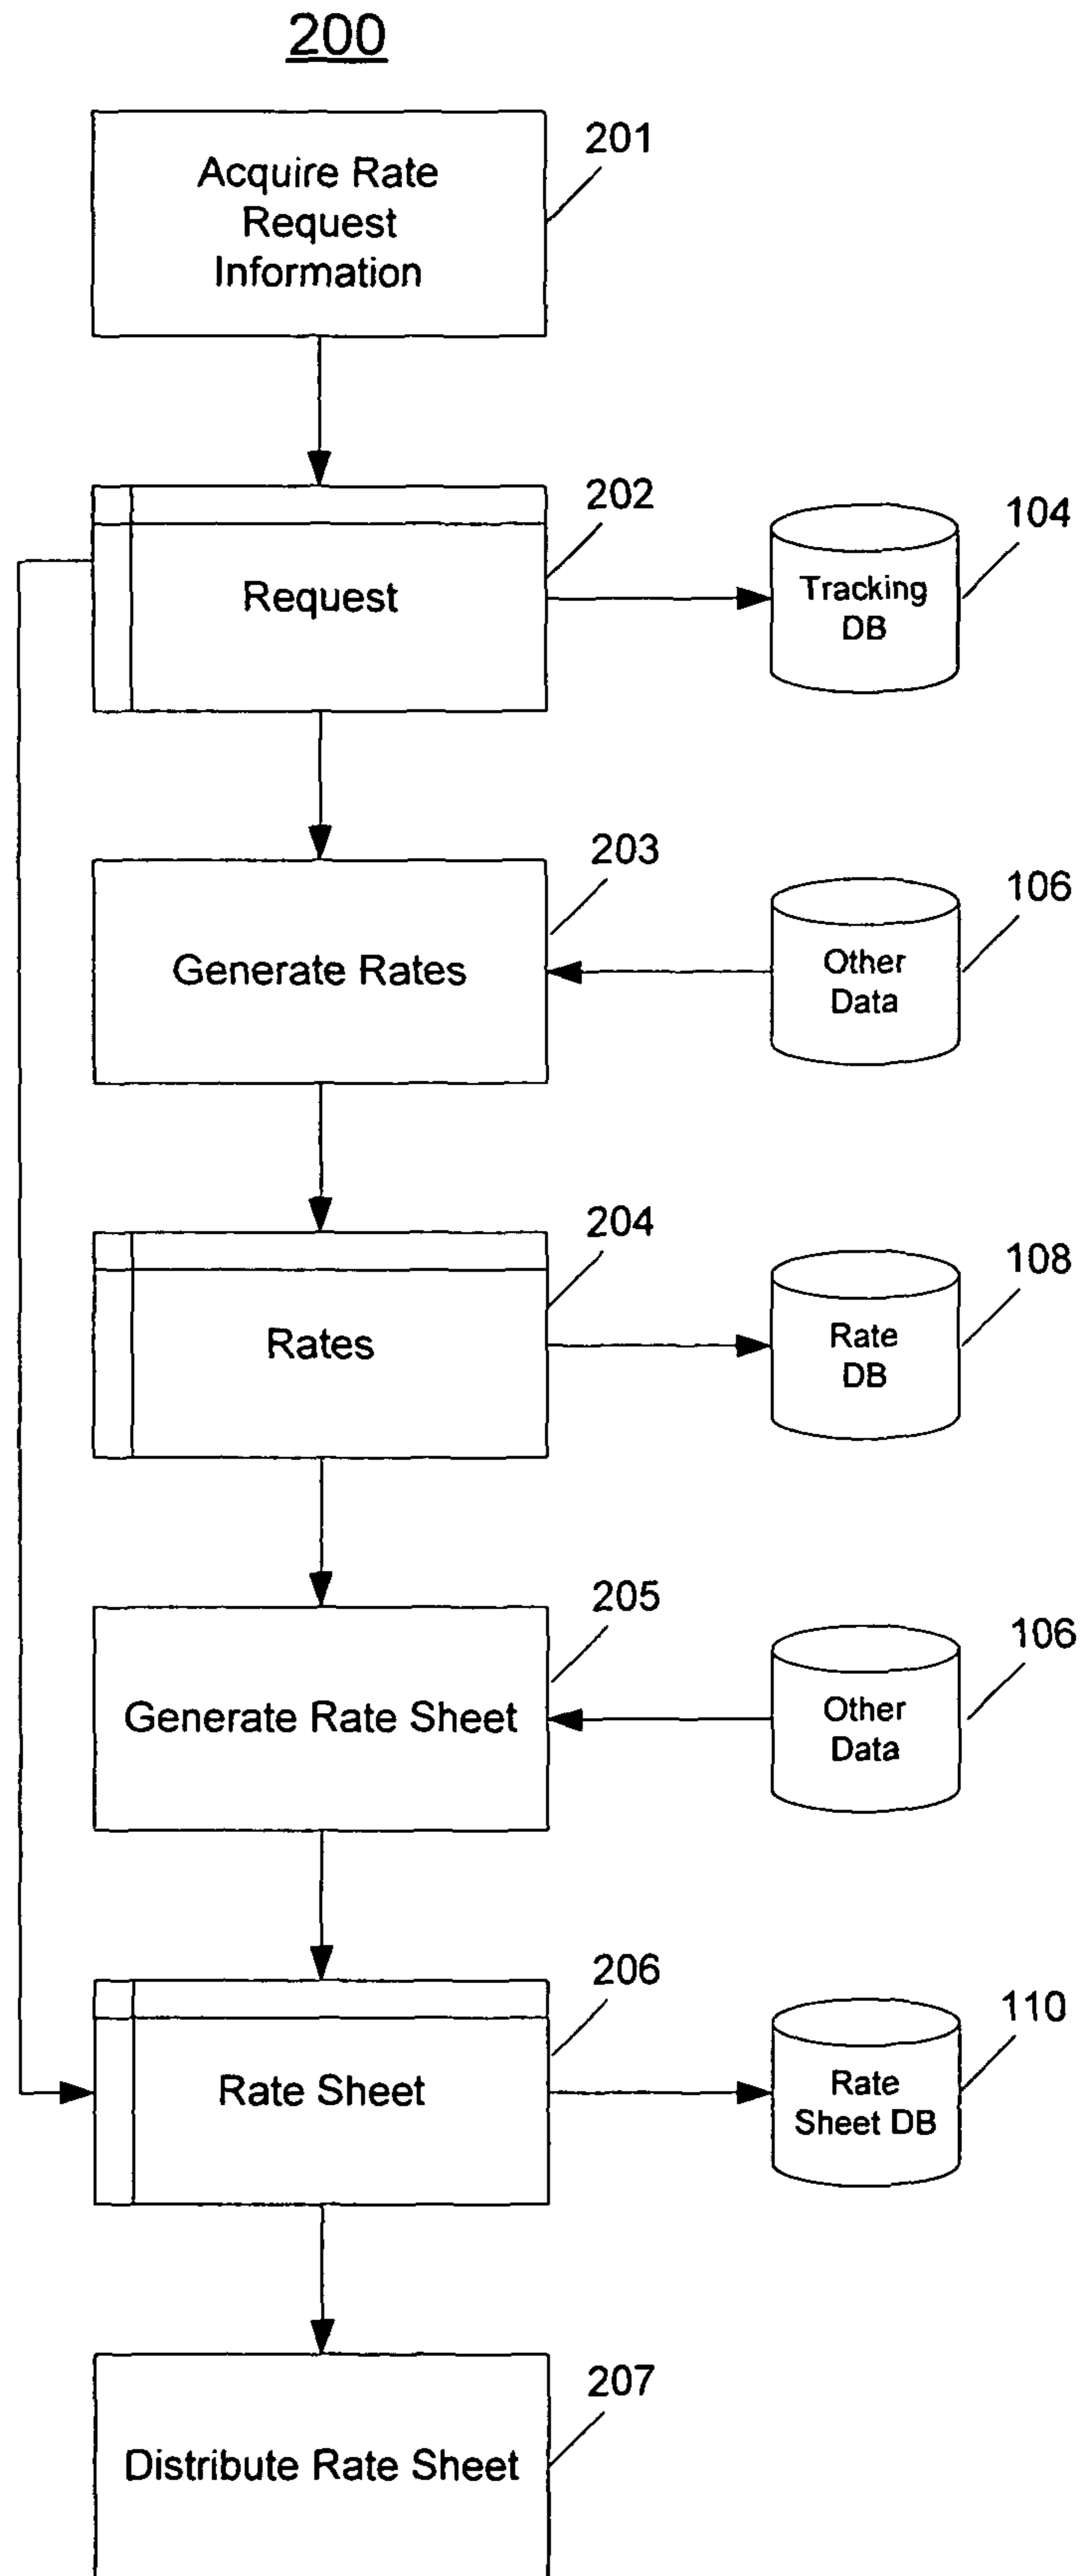 200
Acquire Rate
Request
Information
201
Request
202
Tracking
DB
104
Generate Rates
203
Other
Data
106
Rates
204
Rate
DB
108
Generate Rate Sheet
205
Other
Data
106
Rate Sheet
206
Rate
Sheet DB
110
Distribute Rate Sheet
207